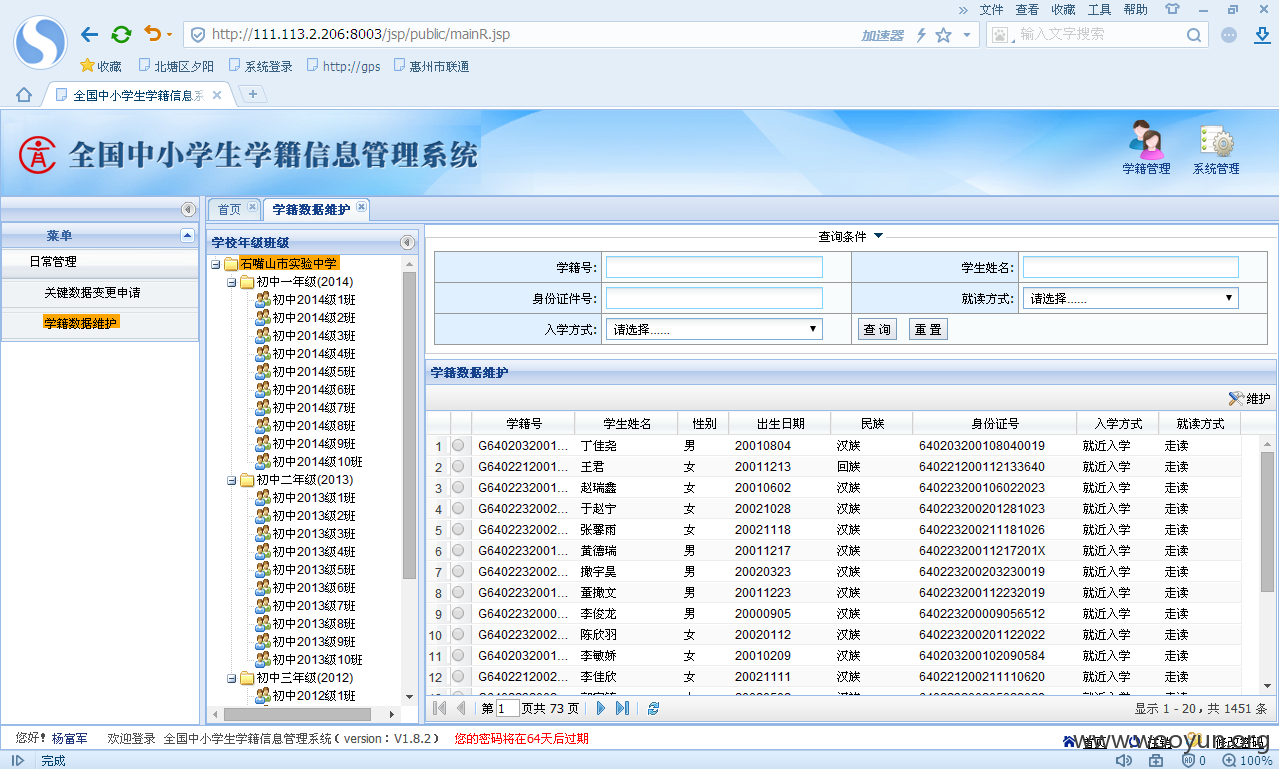 文件 查看 收藏 工具 帮助
http://111.113.2.206:8003/jsp/public/mainR.jsp 加速器 输入文字搜索
收藏 北塘区夕阳 系统登录 http://gps 惠州市联通
全国中小学生学籍信息系
全国中小学生学籍信息管理系统
学籍管理 系统管理
首页 学籍数据维护
菜单
日常管理
关键数据变更申请
学籍数据维护
学校年级班级
石嘴山市实验中学
初中一年级(2014)
初中2014级1班
初中2014级2班
初中2014级3班
初中2014级4班
初中2014级5班
初中2014级6班
初中2014级7班
初中2014级8班
初中2014级9班
初中2014级10班
初中二年级(2013)
初中2013级1班
初中2013级2班
初中2013级3班
初中2013级4班
初中2013级5班
初中2013级6班
初中2013级7班
初中2013级8班
初中2013级9班
初中2013级10班
初中三年级(2012)
初中2012级1班
查询条件
学籍号: 学生姓名:
身份证件号: 就读方式: 请选择......
入学方式: 请选择...... 查 询 重 置
学籍数据维护
维护
学籍号 学生姓名 性别 出生日期 民族 身份证号 入学方式 就读方式
1 G6402032001... 丁佳尧 男 20010804 汉族 640203200108040019 就近入学 走读
2 G6402212001... 王君 女 20011213 回族 640221200112133640 就近入学 走读
3 G6402232001... 赵瑞鑫 女 20010602 汉族 640223200106022023 就近入学 走读
4 G6402232002... 于赵宁 女 20021028 汉族 640223200201281023 就近入学 走读
5 G6402232002... 张馨雨 女 20021118 汉族 640223200211181026 就近入学 走读
6 G6402232001... 黄德瑞 男 20011217 汉族 64022320011217201X 就近入学 走读
7 G6402232002... 撖宇昊 男 20020323 汉族 640223200203230019 就近入学 走读
8 G6402232001... 董撖文 男 20011223 汉族 640223200112232019 就近入学 走读
9 G6402232000... 李俊龙 男 20000905 汉族 640223200009056512 就近入学 走读
10 G6402232002... 陈欣羽 女 20020112 汉族 640223200201122022 就近入学 走读
11 G6402032001... 李敏娇 女 20010209 汉族 640203200102090584 就近入学 走读
12 G6402212002... 李佳欣 女 20021111 汉族 640221200211110620 就近入学 走读
第 1 页共 73 页 显示 1 - 20，共 1451 条
您好! 杨富军 欢迎登录 全国中小学生学籍信息管理系统 ( version：V1.8.2 ) 您的密码将在64天后过期
www.wooyun.org
完成 0 100%